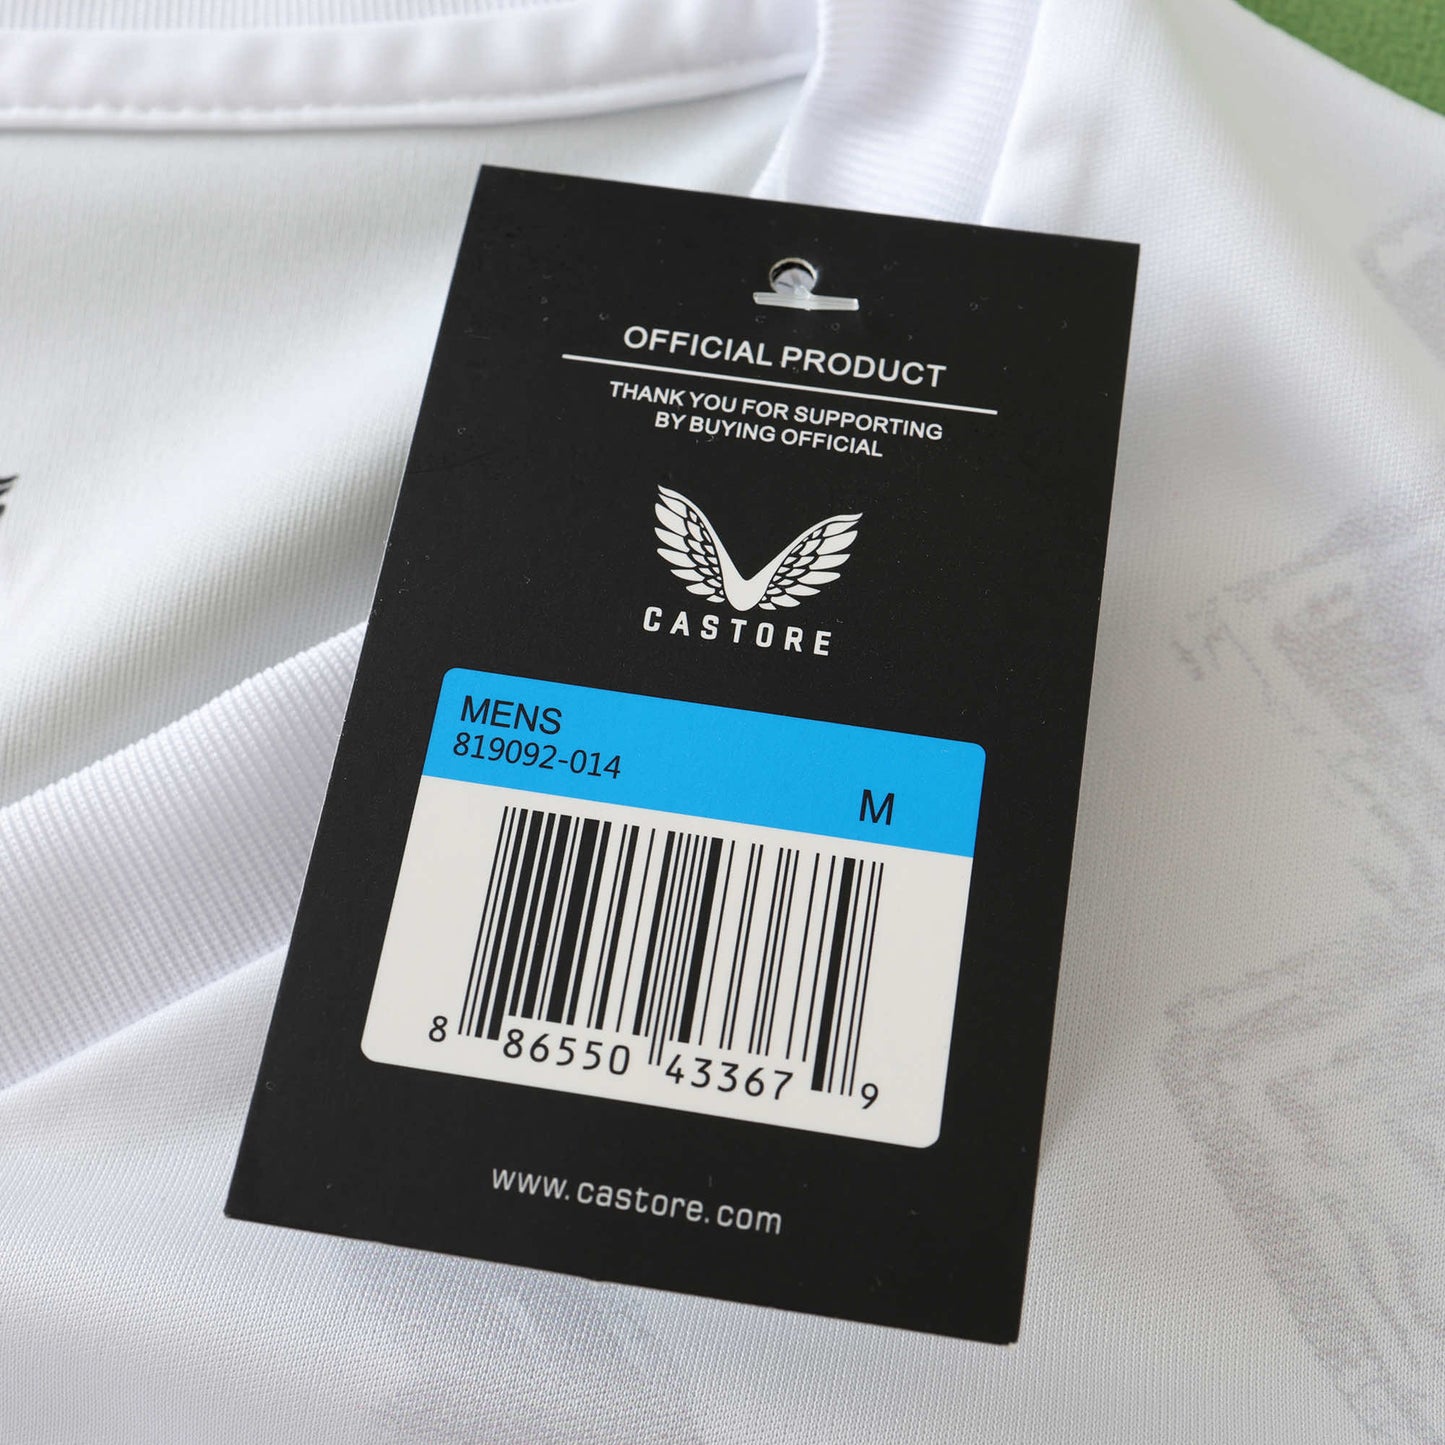 OFFICIAL PRODUCT
THANK YOU FOR SUPPORTING
BY BUYING OFFICIAL
CASTORE
MENS
819092-014
M
8 86550 43367 9
www.castore.com